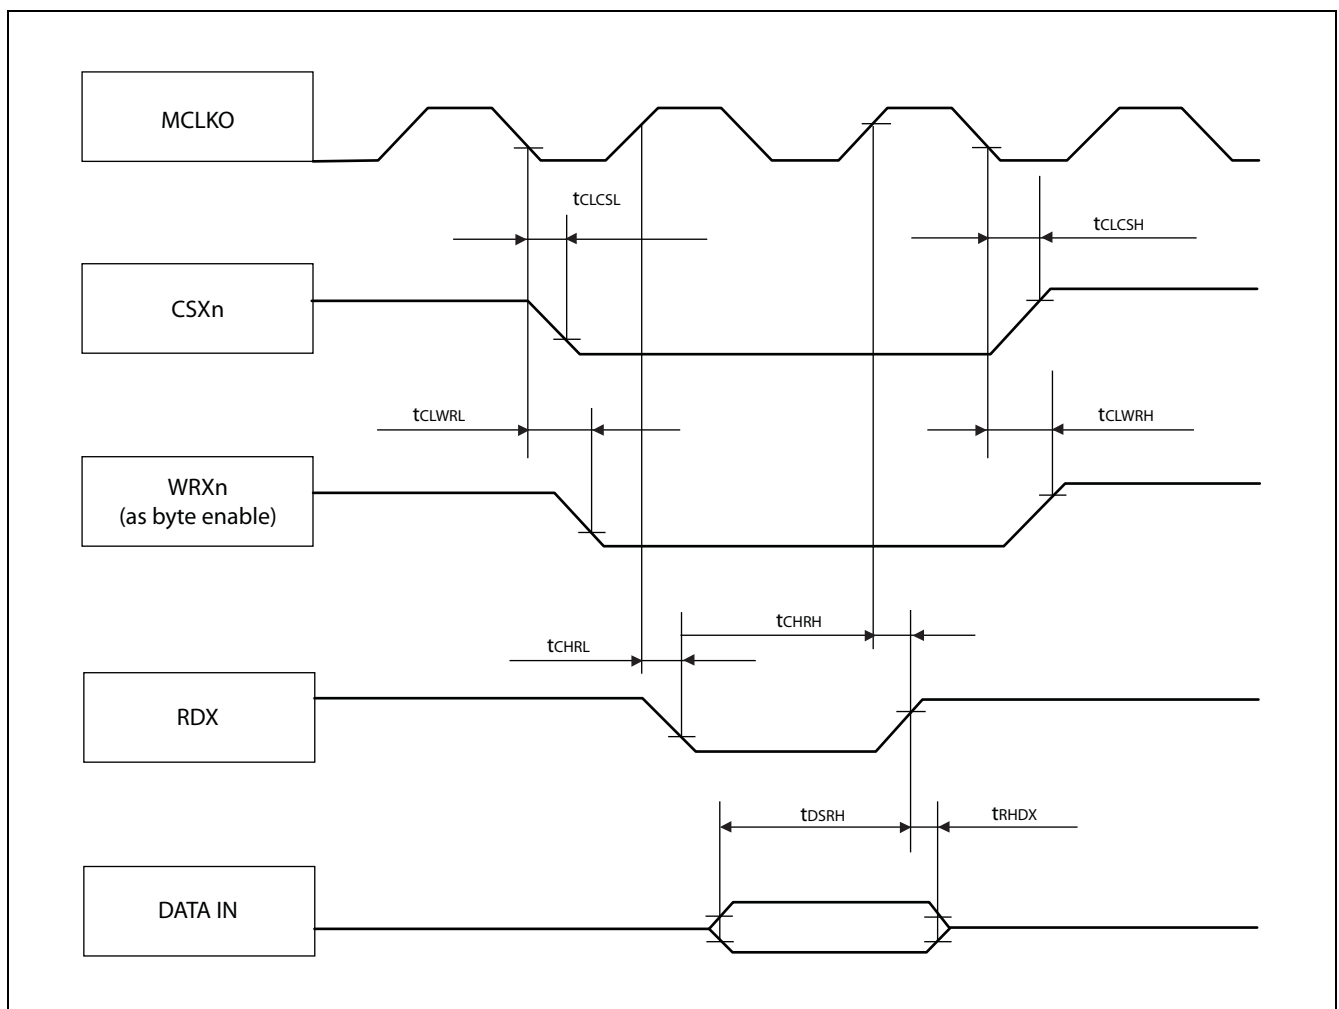 MCLKO
tCLCSL
tCLCSH
CSXn
tCLWRL
tCLWRH
WRXn
(as byte enable)
tCHRH
tCHRL
RDX
tDSRH
tRHDX
DATA IN